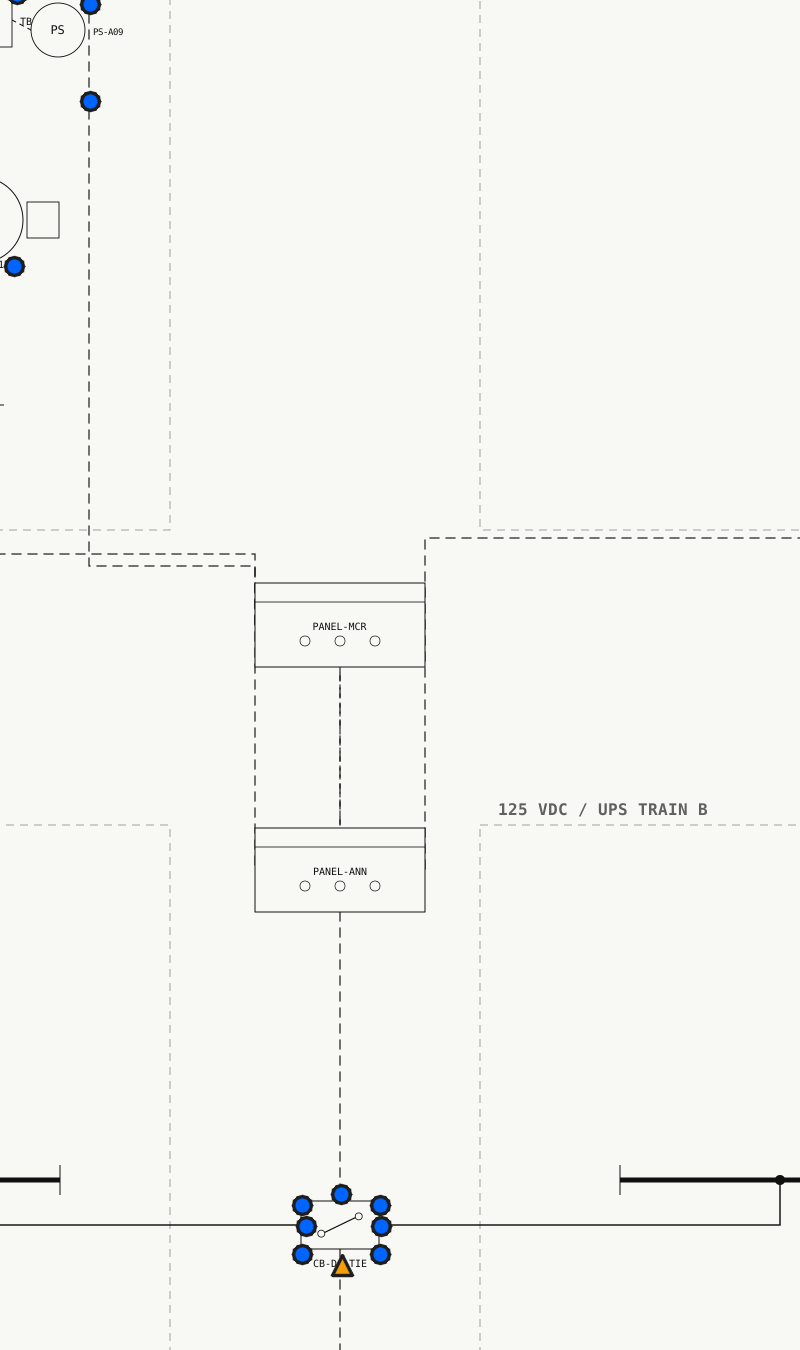 TB
PS
PS-A09
PANEL-MCR
125 VDC / UPS TRAIN B
PANEL-ANN